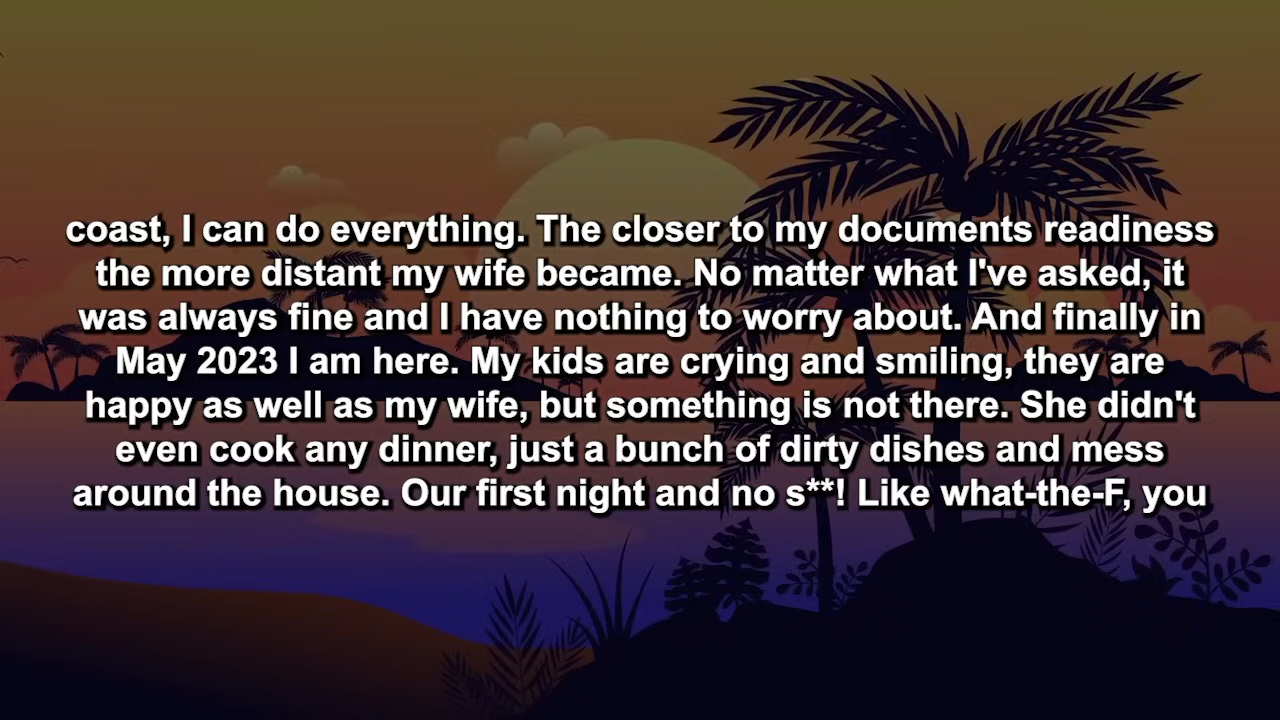 coast, I can do everything. The closer to my documents readiness
the more distant my wife became. No matter what I've asked, it
was always fine and I have nothing to worry about. And finally in
May 2023 I am here. My kids are crying and smiling, they are
happy as well as my wife, but something is not there. She didn't
even cook any dinner, just a bunch of dirty dishes and mess
around the house. Our first night and no s**! Like what-the-F, you